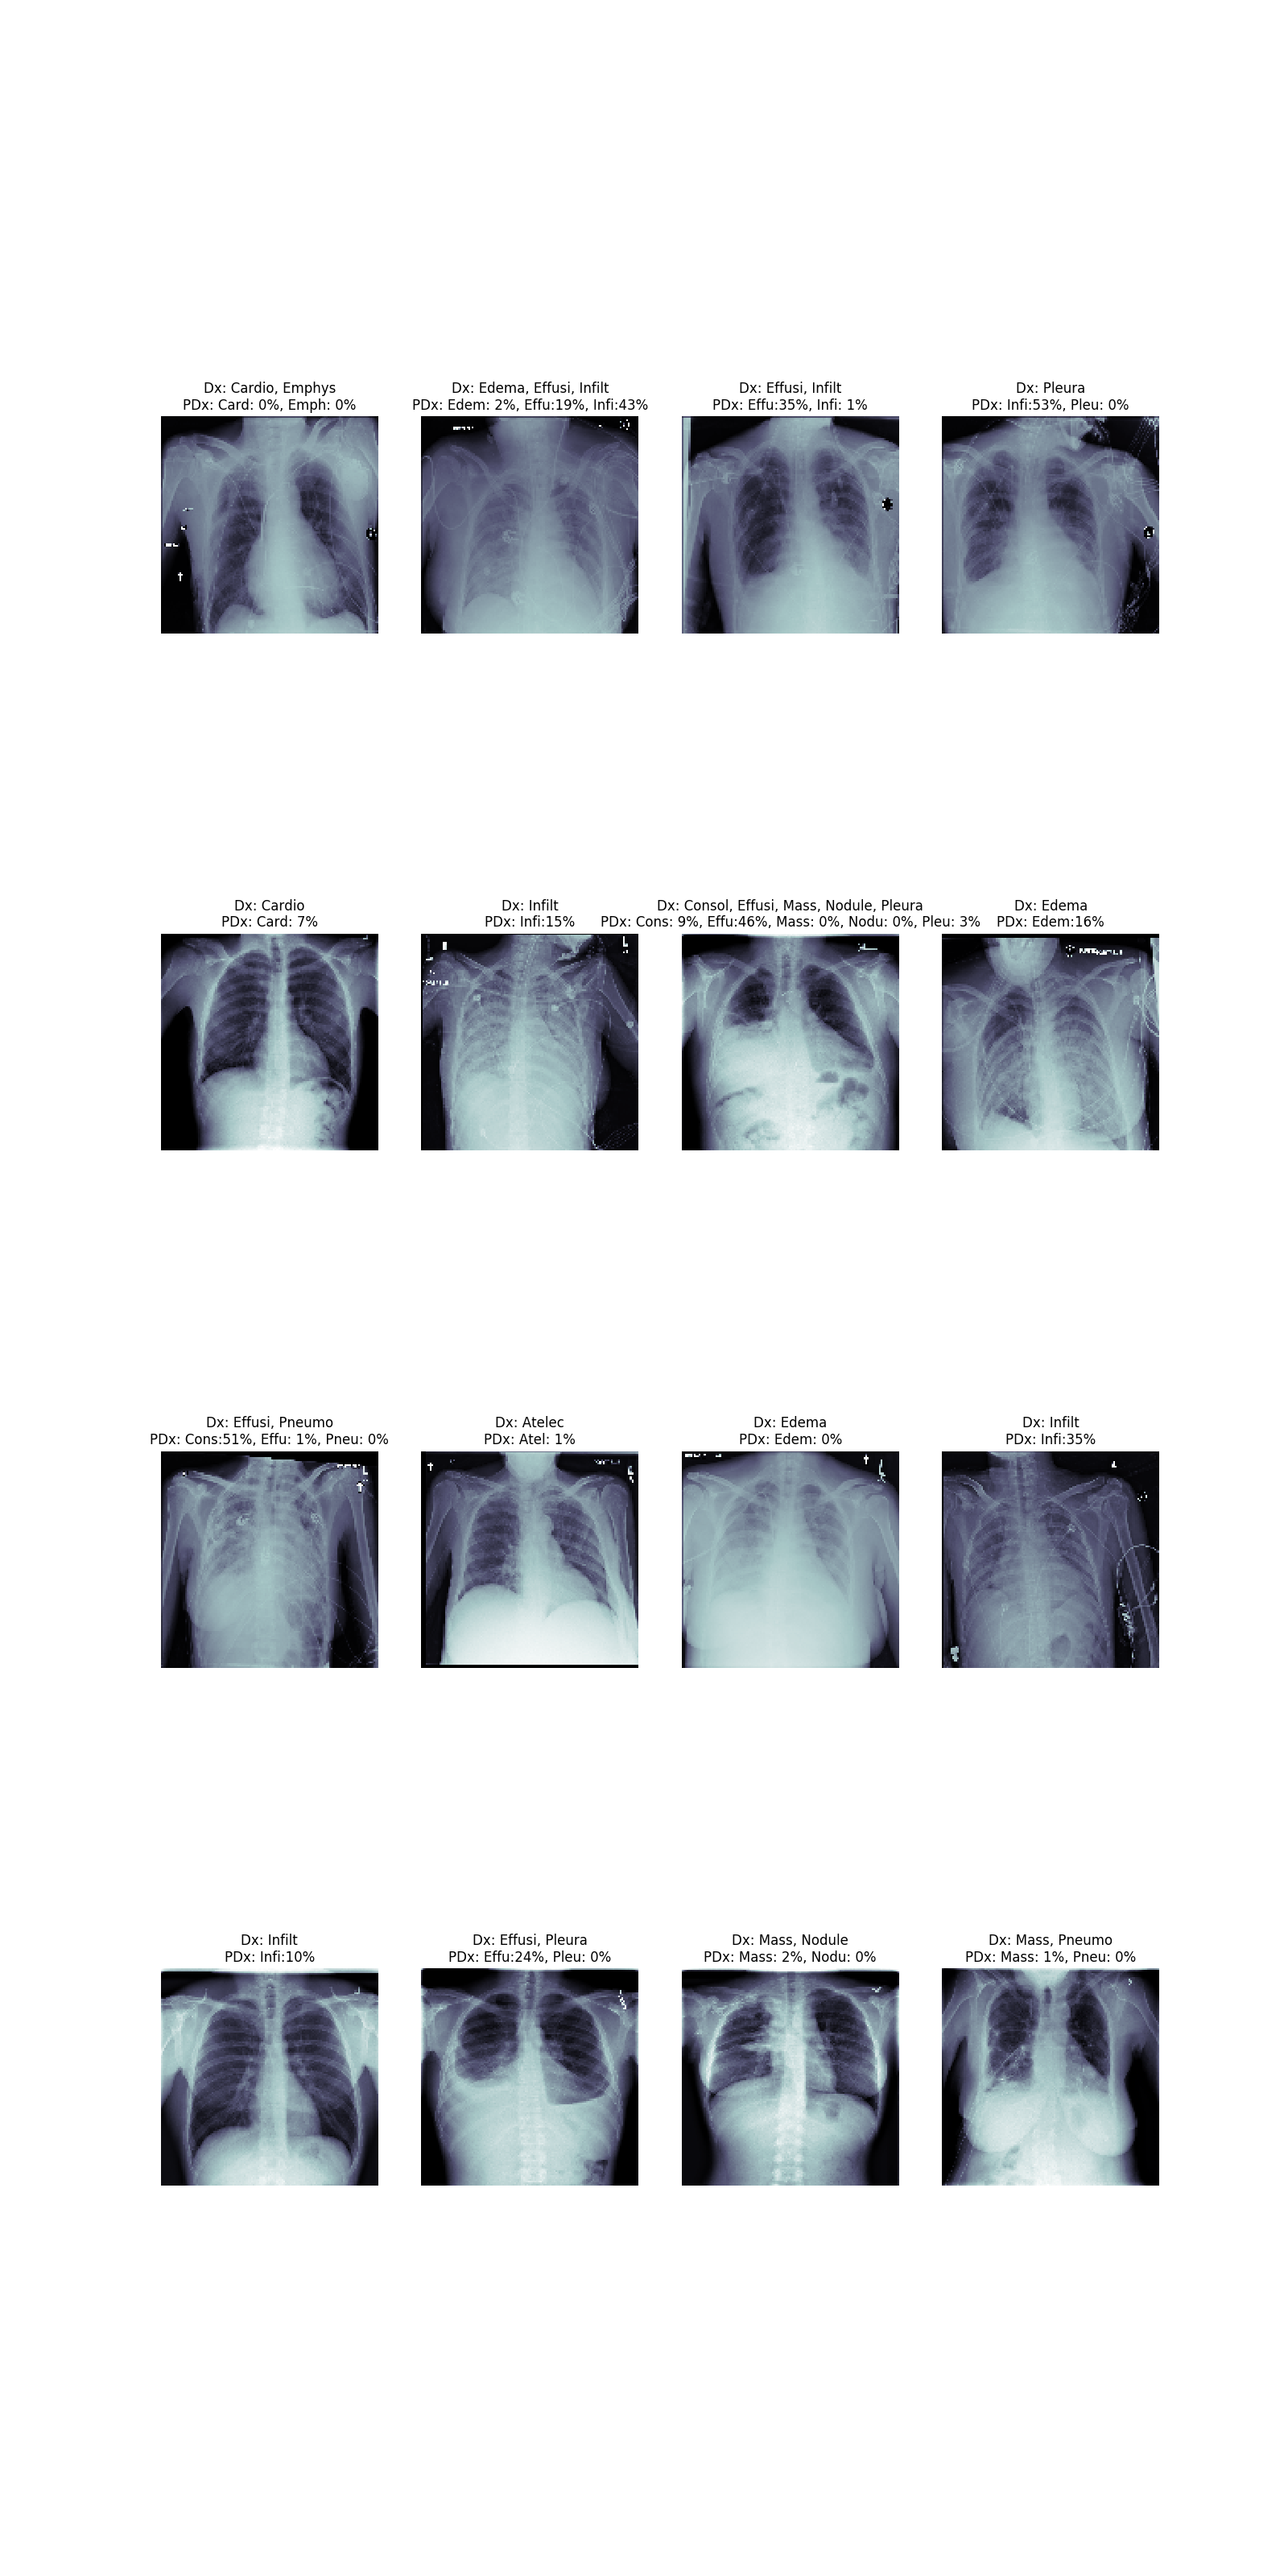 Dx: Cardio, Emphys
PDx: Card: 0%, Emph: 0%
Dx: Edema, Effusi, Infilt
PDx: Edem: 2%, Effu:19%, Infi:43%
Dx: Effusi, Infilt
PDx: Effu:35%, Infi: 1%
Dx: Pleura
PDx: Infi:53%, Pleu: 0%
Dx: Cardio
PDx: Card: 7%
Dx: Infilt
PDx: Infi:15%
Dx: Consol, Effusi, Mass, Nodule, Pleura
PDx: Cons: 9%, Effu:46%, Mass: 0%, Nodu: 0%, Pleu: 3%
Dx: Edema
PDx: Edem:16%
Dx: Effusi, Pneumo
PDx: Cons:51%, Effu: 1%, Pneu: 0%
Dx: Atelec
PDx: Atel: 1%
Dx: Edema
PDx: Edem: 0%
Dx: Infilt
PDx: Infi:35%
Dx: Infilt
PDx: Infi:10%
Dx: Effusi, Pleura
PDx: Effu:24%, Pleu: 0%
Dx: Mass, Nodule
PDx: Mass: 2%, Nodu: 0%
Dx: Mass, Pneumo
PDx: Mass: 1%, Pneu: 0%